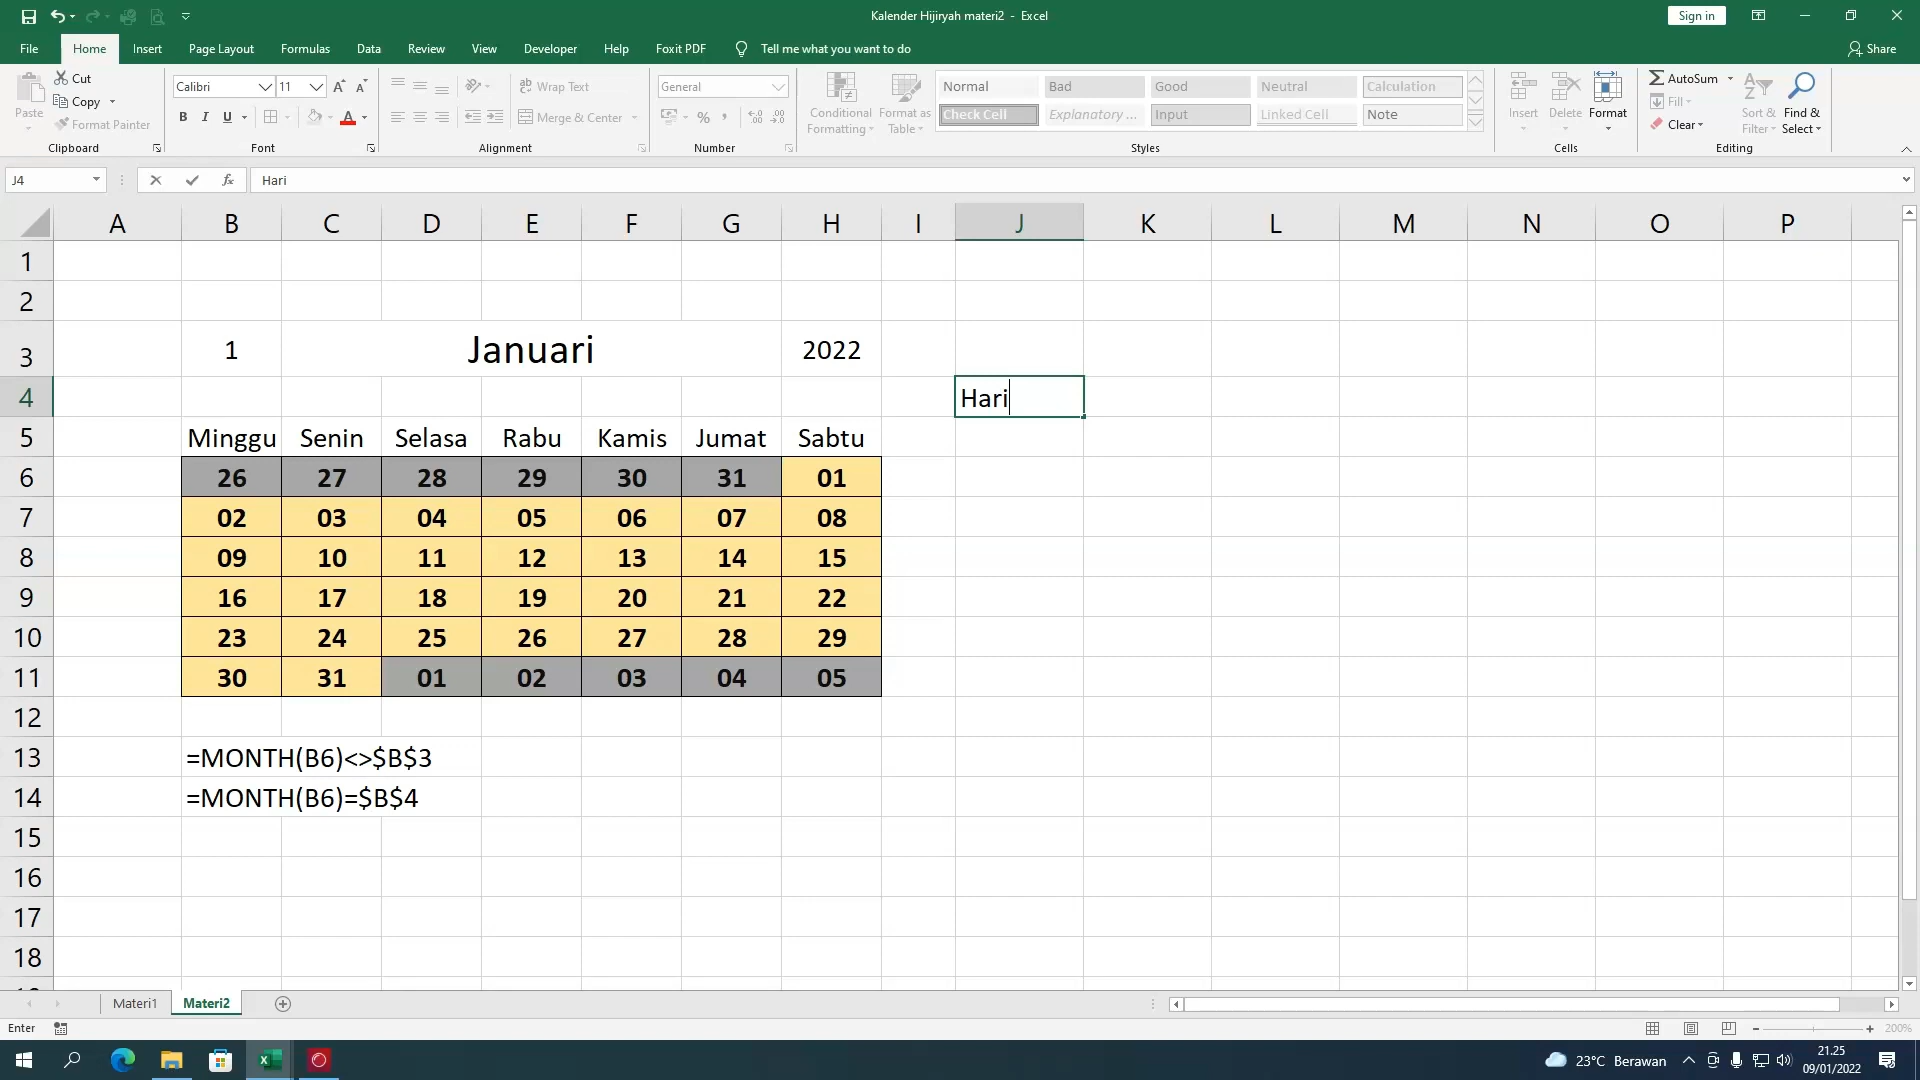 Kalender Hijiryah materi2 - Excel
Sign in
File Home Insert Page Layout Formulas Data Review View Developer Help Foxit PDF Tell me what you want to do Share
Paste
Cut
Copy
Format Painter
Clipboard
Calibri 11
B I U
Font
Wrap Text
Merge & Center
Alignment
General
Number
Conditional Formatting
Format as Table
Normal Bad Good Neutral Calculation
Check Cell Explanatory ... Input Linked Cell Note
Styles
Insert Delete Format
Cells
AutoSum
Fill
Clear
Sort & Filter
Find & Select
Editing
J4 fx Hari
A B C D E F G H I J K L M N O P
1
2
3 1 Januari 2022
4 Hari
5 Minggu Senin Selasa Rabu Kamis Jumat Sabtu
6 26 27 28 29 30 31 01
7 02 03 04 05 06 07 08
8 09 10 11 12 13 14 15
9 16 17 18 19 20 21 22
10 23 24 25 26 27 28 29
11 30 31 01 02 03 04 05
12
13 =MONTH(B6)<>$B$3
14 =MONTH(B6)=$B$4
15
16
17
18
Materi1 Materi2
Enter 200%
23°C Berawan
21.25
09/01/2022